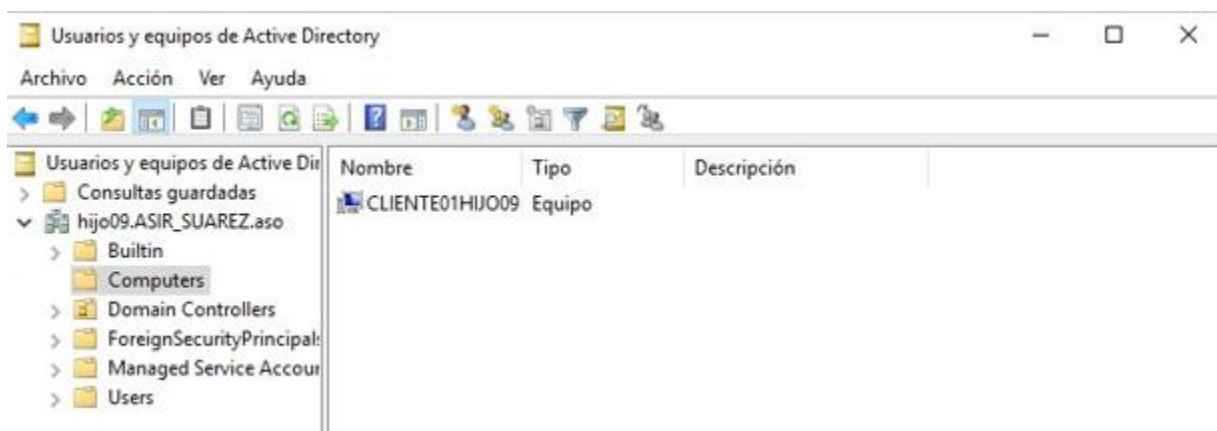 Usuarios y equipos de Active Directory
Archivo Acción Ver Ayuda
Usuarios y equipos de Active Dir
Consultas guardadas
hijo09.ASIR_SUAREZ.aso
Builtin
Computers
Domain Controllers
ForeignSecurityPrincipals
Managed Service Accour
Users
Nombre Tipo Descripción
CLIENTE01HIJO09 Equipo